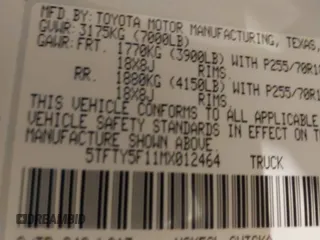 MFD BY: TOYOTA MOTOR MANUFACTURING, TEXAS,
GVWR: 3175KG (7000LB)
GAWR: FRT. 1770KG (3900LB) WITH P255/70R18
18X8J RIMS,
RR. 1880KG (4150LB) WITH P255/70R1
18X8J RIMS,
THIS VEHICLE CONFORMS TO ALL APPLICABLE
VEHICLE SAFETY STANDARDS IN EFFECT ON T
MANUFACTURE SHOWN ABOVE.
5TFTY5F11MX012464 TRUCK
DREAMBID